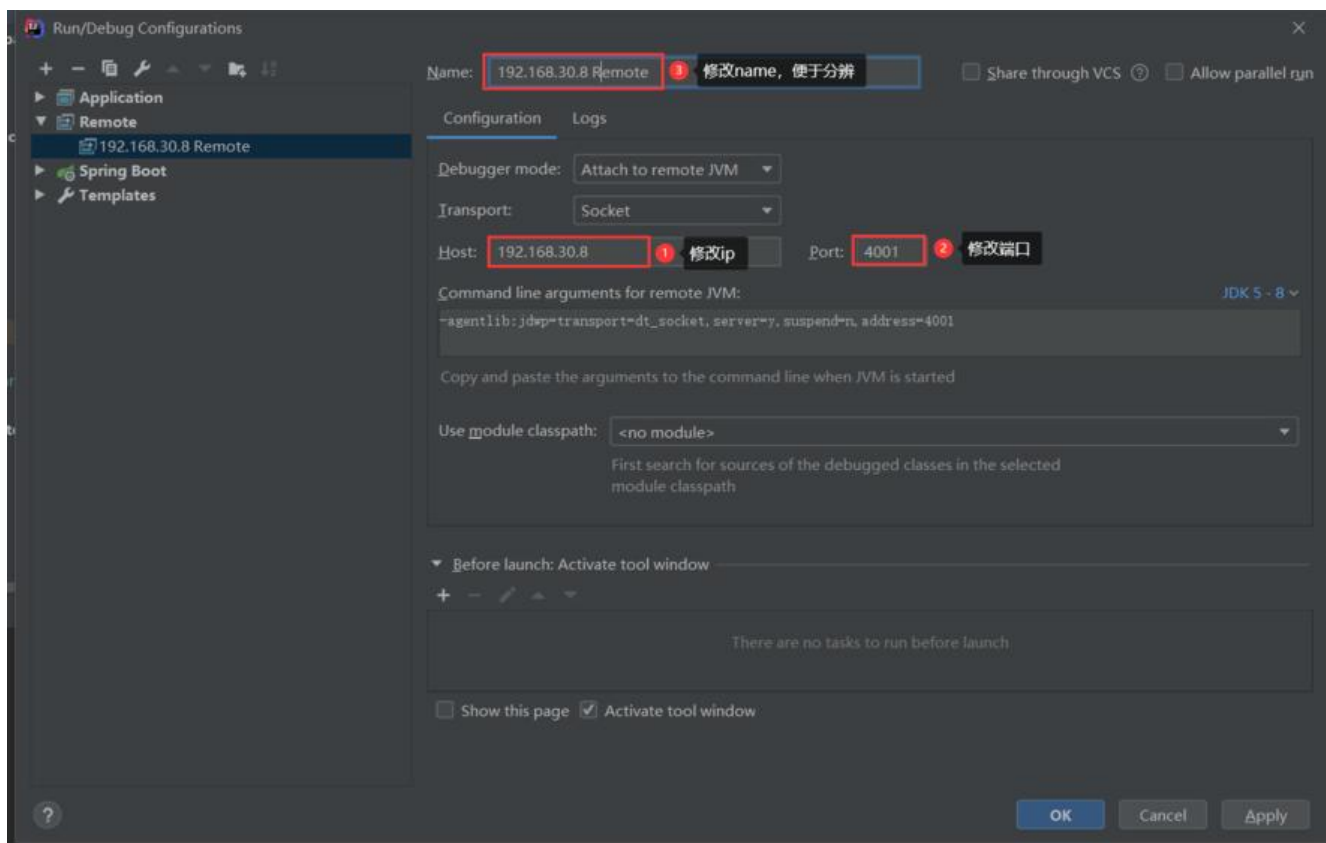 Run/Debug Configurations
Name: 192.168.30.8 Remote 3 修改name，便于分辨 Share through VCS ? Allow parallel run
Application
Remote
192.168.30.8 Remote
Spring Boot
Templates
Configuration Logs
Debugger mode: Attach to remote JVM
Transport: Socket
Host: 192.168.30.8 1 修改ip Port: 4001 2 修改端口
Command line arguments for remote JVM: JDK 5 - 8
-agentlib:jdwp=transport=dt_socket,server=y,suspend=n,address=4001
Copy and paste the arguments to the command line when JVM is started
Use module classpath: <no module>
First search for sources of the debugged classes in the selected
module classpath
Before launch: Activate tool window
There are no tasks to run before launch
Show this page Activate tool window
? OK Cancel Apply